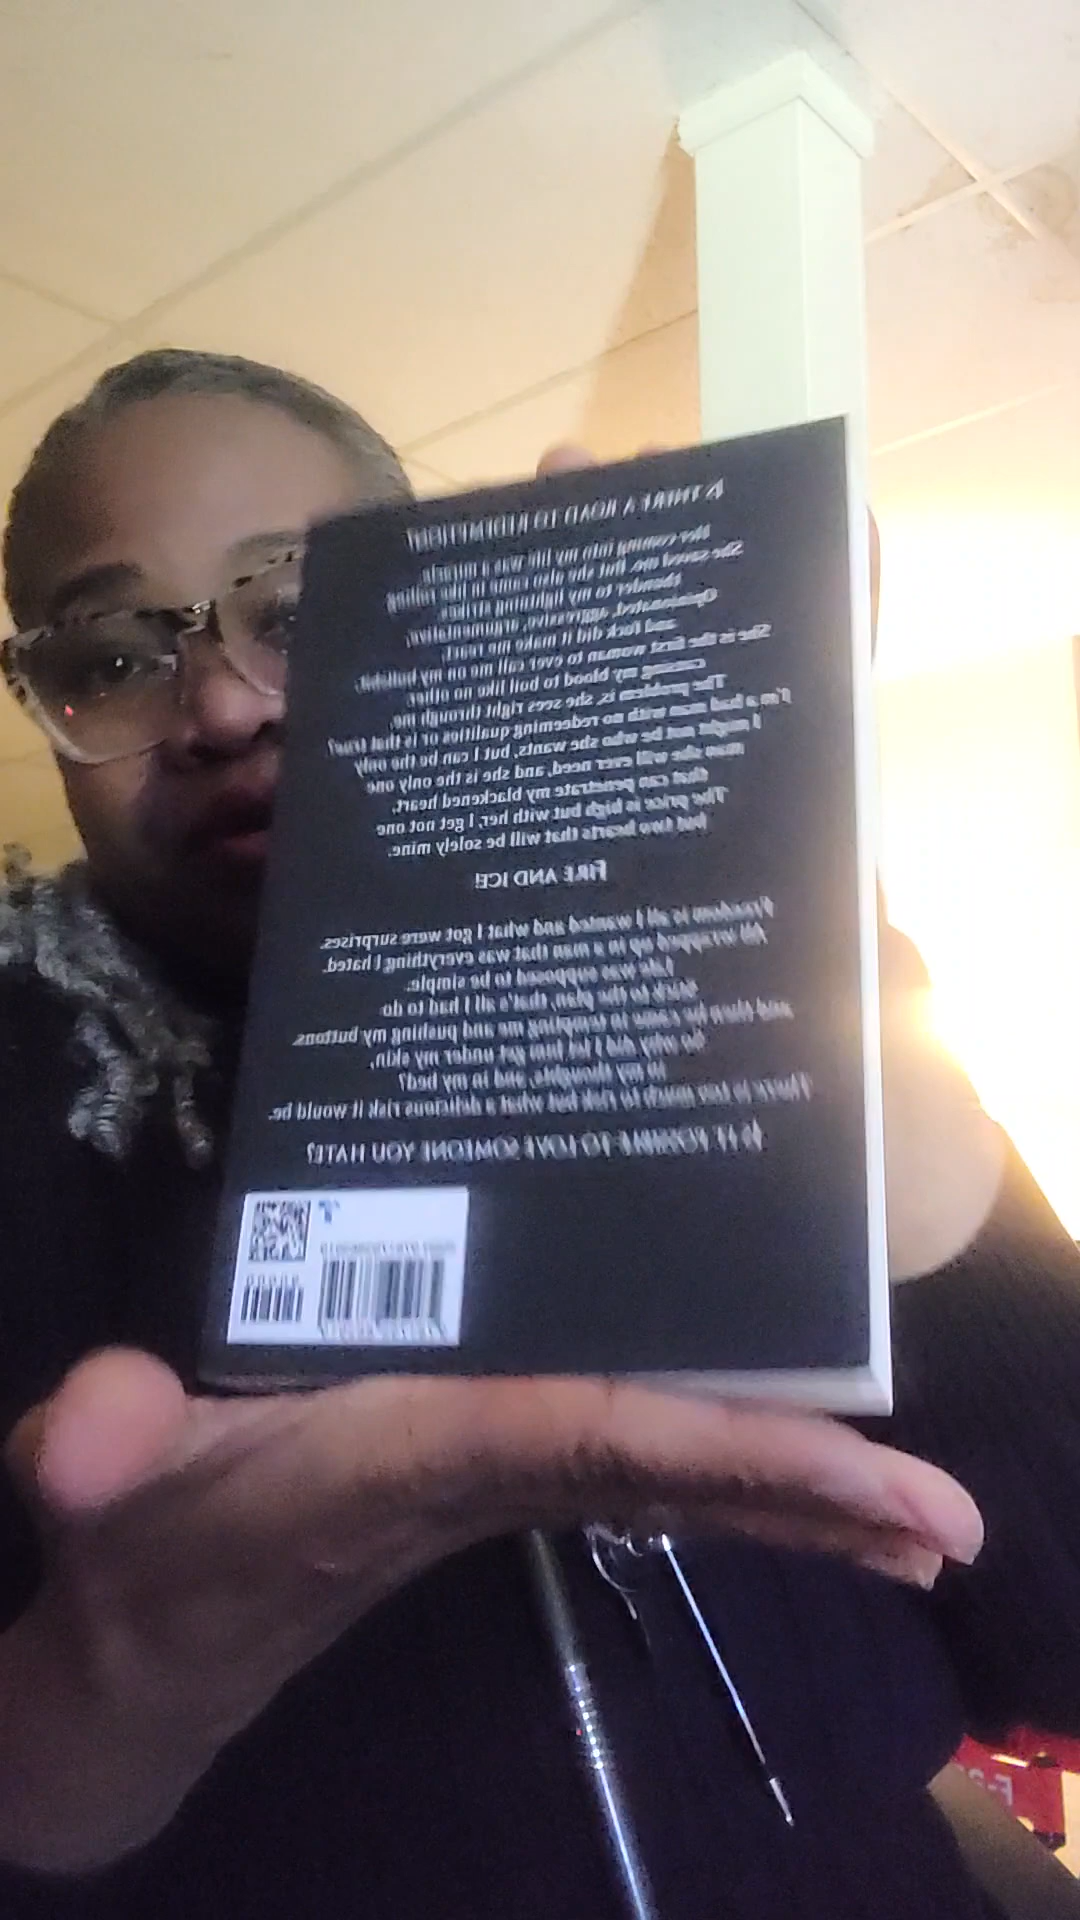 IS THERE A ROAD TO REDEMPTION?
Her coming into my life was a miracle.
She saved me. But she also came like rolling
thunder to my lightning strike.
Opinionated, aggressive, argumentative,
and fuck did it make me react.
She is the first woman to ever call me on my bullshit,
causing my blood to boil like no other.
The problem is, she sees right through me.
I'm a bad man with no redeeming qualities or is that true?
I might not be who she wants, but I can be the only
man she will ever need, and she is the only one
that can penetrate my blackened heart.
The price is high but with her, I get not one
but two hearts that will be solely mine.
FIRE AND ICE!
Freedom is all I wanted and what I got were surprises.
All wrapped up in a man that was everything I hated.
Life was supposed to be simple.
Stick to the plan, that's all I had to do
and then he came in tempting me and pushing my buttons.
So why did I let him get under my skin,
in my thoughts, and in my bed?
There is too much to risk but what a delicious risk it would be.
IS IT POSSIBLE TO LOVE SOMEONE YOU HATE?